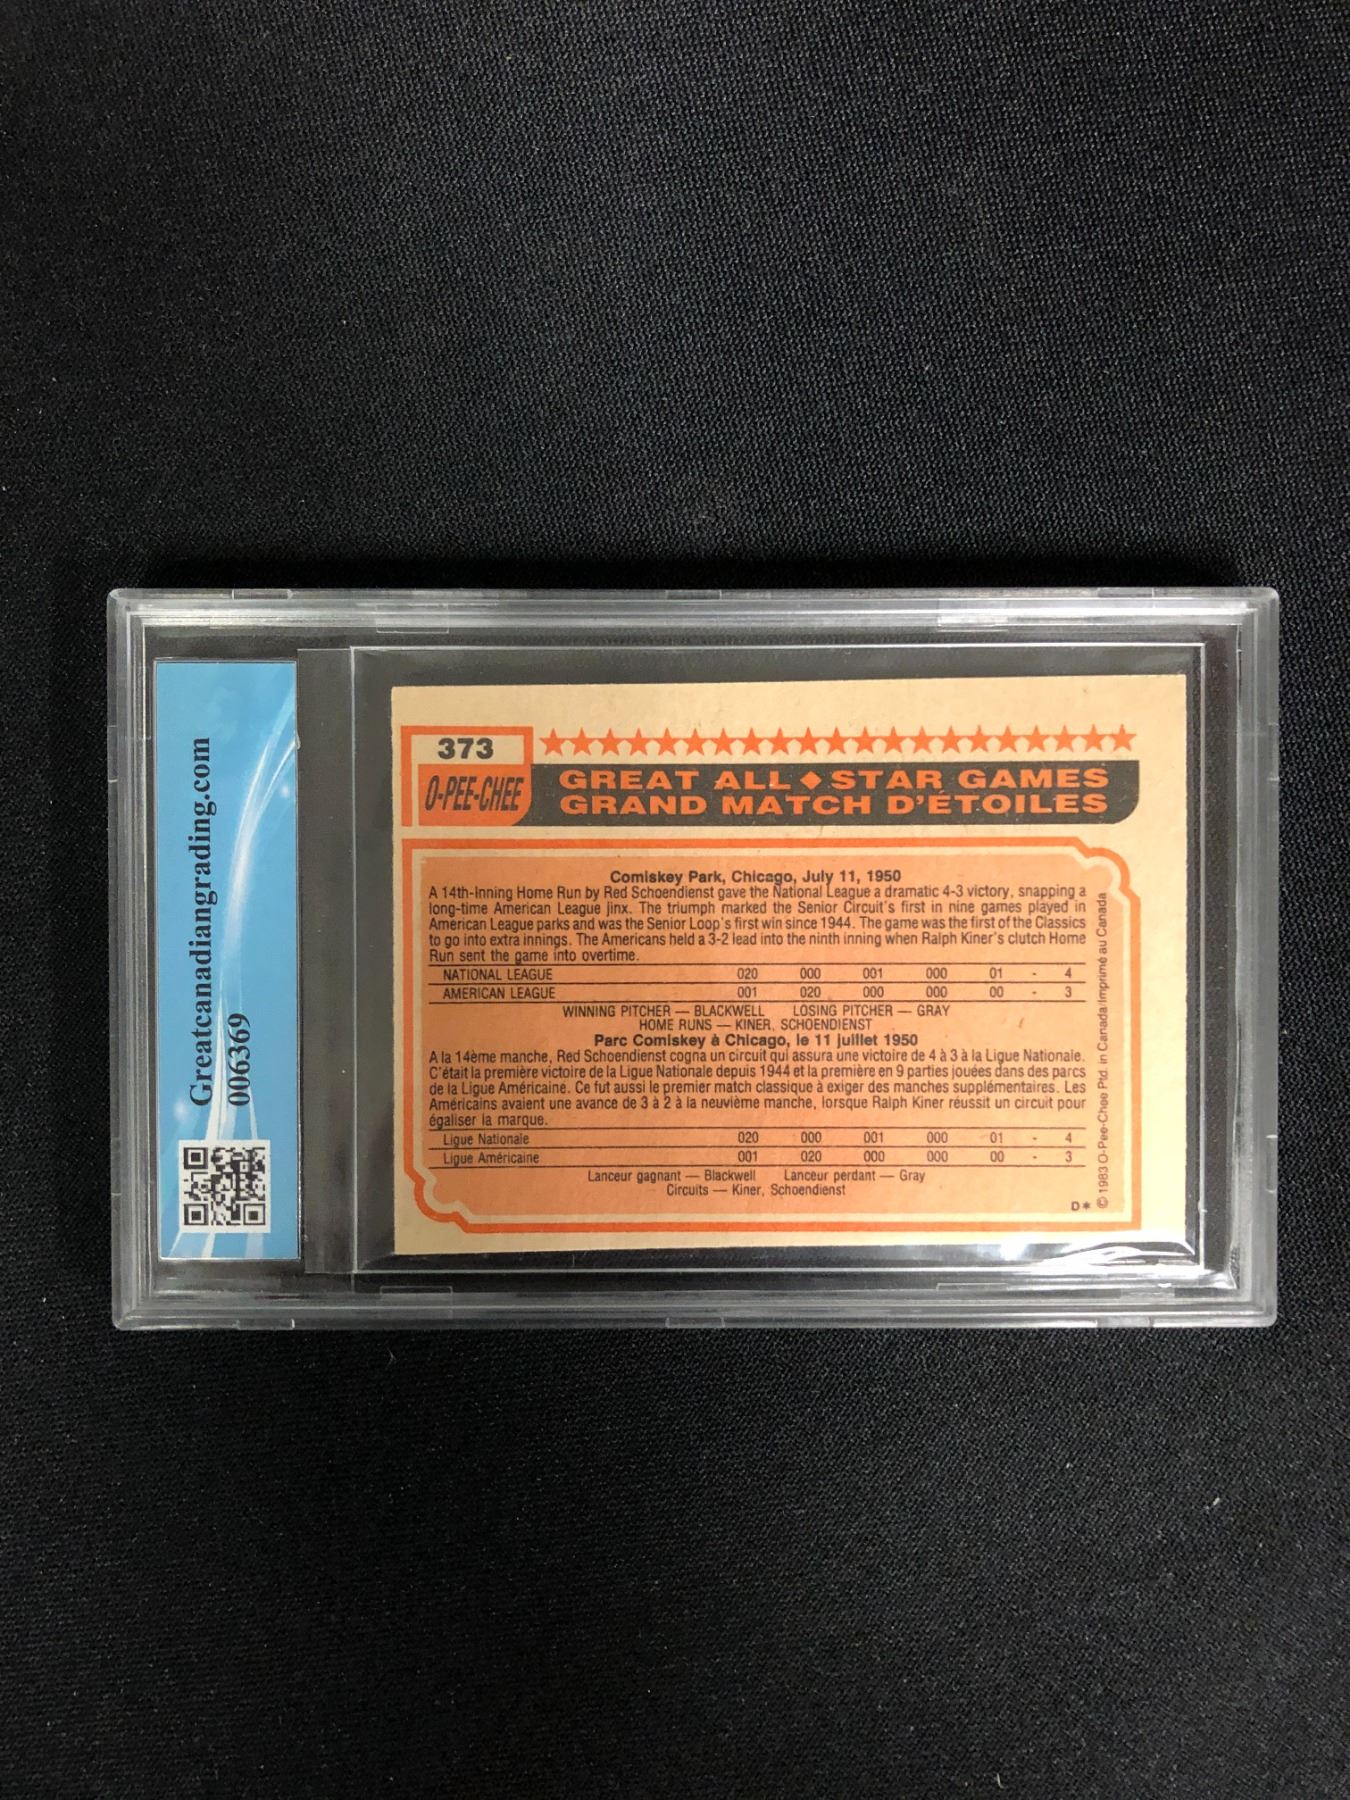 Greatcanadiangrading.com
006369
373
O-PEE-CHEE
GREAT ALL ◆ STAR GAMES
GRAND MATCH D'ÉTOILES
Comiskey Park, Chicago, July 11, 1950
A 14th-Inning Home Run by Red Schoendienst gave the National League a dramatic 4-3 victory, snapping a
long-time American League jinx. The triumph marked the Senior Circuit's first in nine games played in
American League parks and was the Senior Loop's first win since 1944. The game was the first of the Classics
to go into extra innings. The Americans held a 3-2 lead into the ninth inning when Ralph Kiner's clutch Home
Run sent the game into overtime.
NATIONAL LEAGUE 020 000 001 000 01 - 4
AMERICAN LEAGUE 001 020 000 000 00 - 3
WINNING PITCHER — BLACKWELL LOSING PITCHER — GRAY
HOME RUNS — KINER, SCHOENDIENST
Parc Comiskey à Chicago, le 11 juillet 1950
A la 14ème manche, Red Schoendienst cogna un circuit qui assura une victoire de 4 à 3 à la Ligue Nationale.
C'était la première victoire de la Ligue Nationale depuis 1944 et la première en 9 parties jouées dans des parcs
de la Ligue Américaine. Ce fut aussi le premier match classique à exiger des manches supplémentaires. Les
Américains avaient une avance de 3 à 2 à la neuvième manche, lorsque Ralph Kiner réussit un circuit pour
égaliser la marque.
Ligue Nationale 020 000 001 000 01 - 4
Ligue Américaine 001 020 000 000 00 - 3
Lanceur gagnant — Blackwell Lanceur perdant — Gray
Circuits — Kiner, Schoendienst
D*
© 1983 O-Pee-Chee Ptd. in Canada/Imprimé au Canada